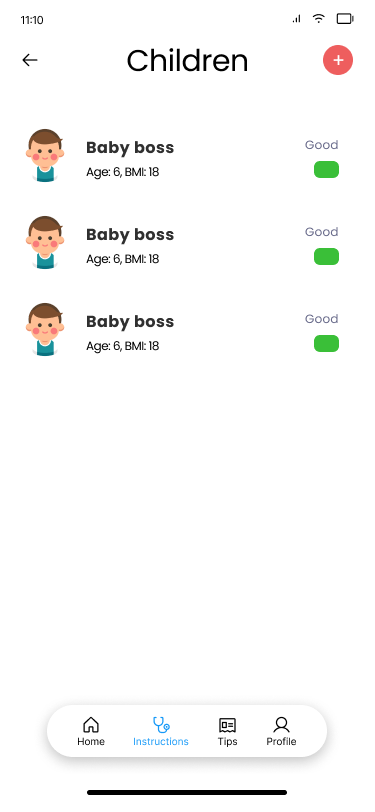 11:10
Children
Baby boss
Good
Age: 6, BMI: 18
Baby boss
Good
Age: 6, BMI: 18
Baby boss
Good
Age: 6, BMI: 18
Home
Instructions
Tips
Profile